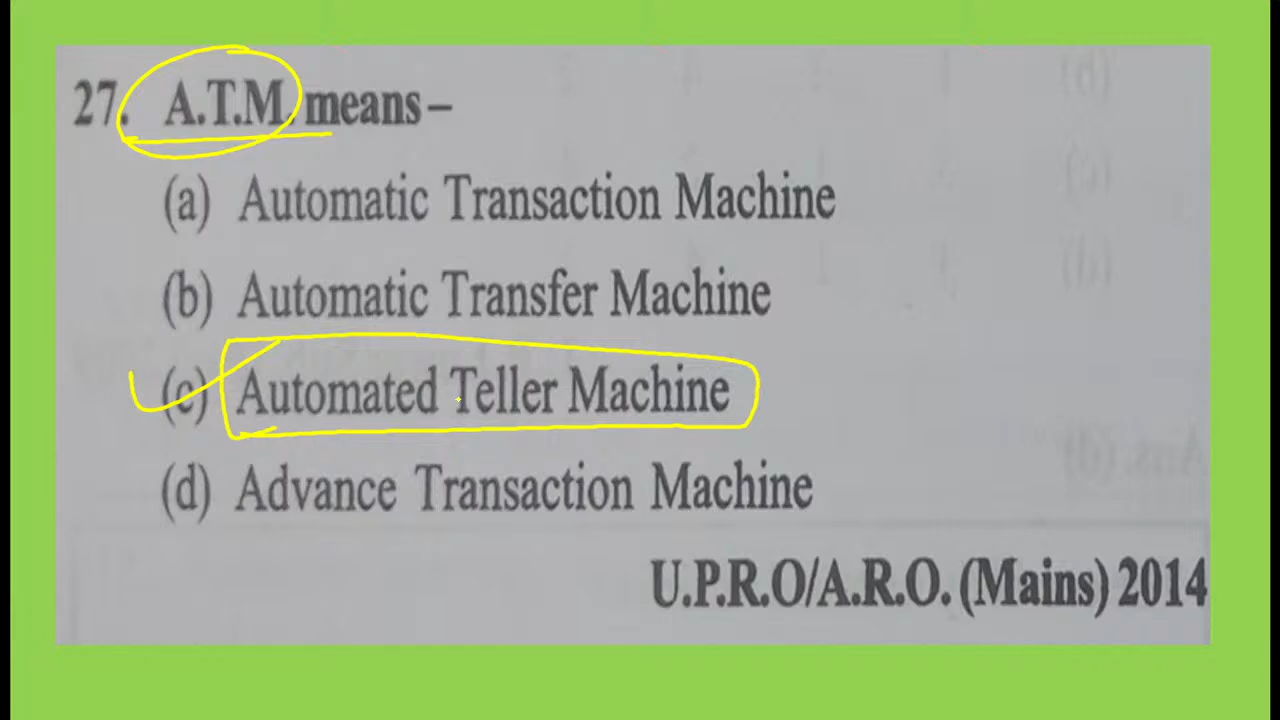 27. A.T.M. means–
(a) Automatic Transaction Machine
(b) Automatic Transfer Machine
(c) Automated Teller Machine
(d) Advance Transaction Machine
U.P.R.O/A.R.O. (Mains) 2014